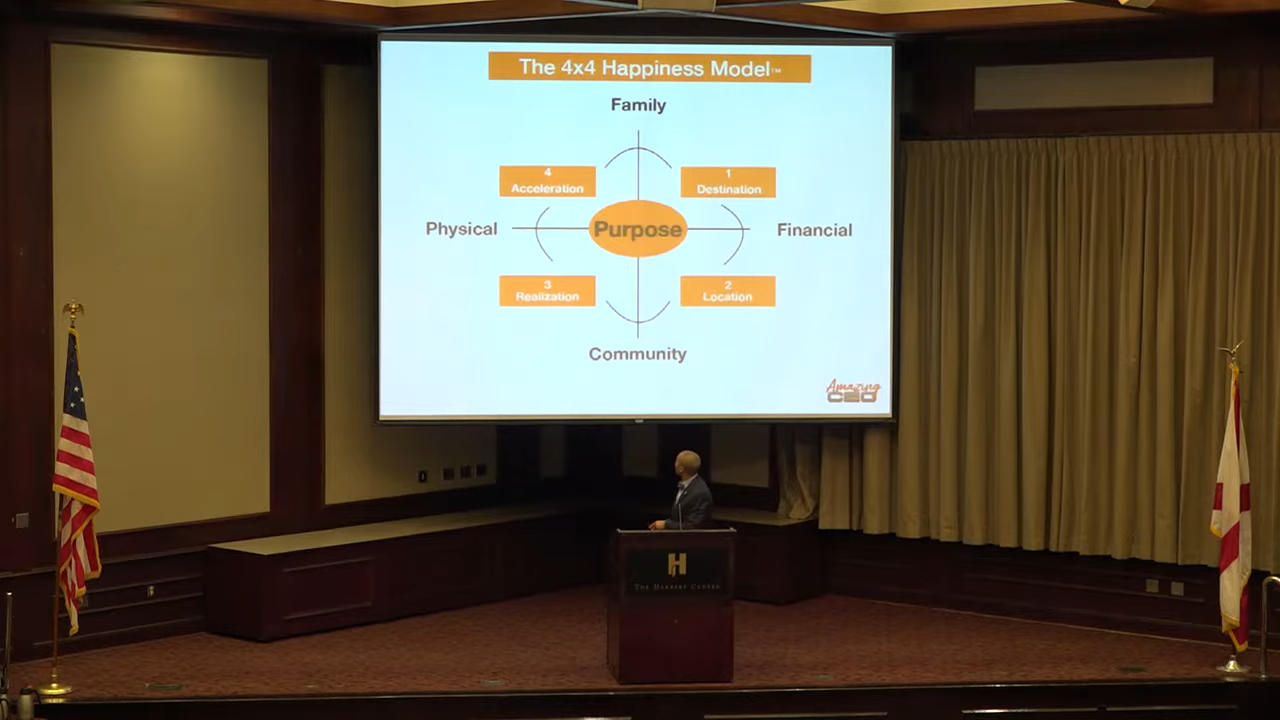 The 4x4 Happiness Model™
Family
4
Acceleration
1
Destination
Physical
Purpose
Financial
3
Realization
2
Location
Community
Amazing
CEO
H
The Harbert Center